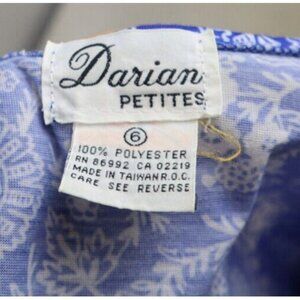 Darian
PETITES
6
100% POLYESTER
RN 86992 CA 02219
MADE IN TAIWAN R.O.C.
CARE SEE REVERSE